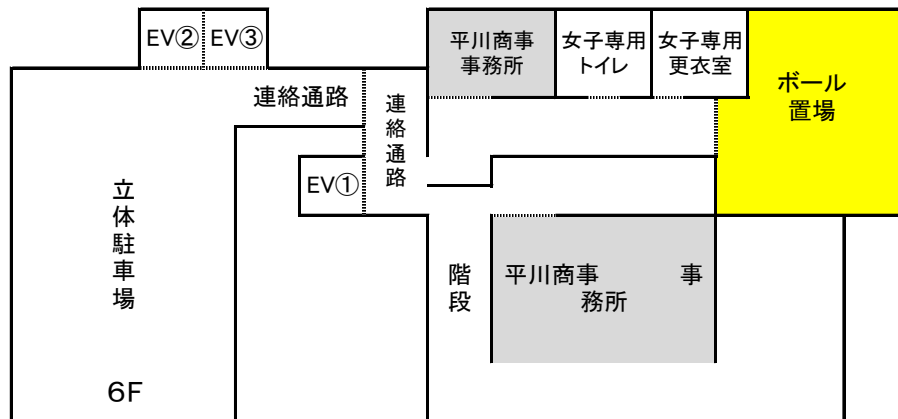 EV②
EV③
平川商事
事務所
女子専用
トイレ
女子専用
更衣室
ボール
置場
連絡通路
連絡通路
EV①
立体駐車場
階段
平川商事 事
務所
6F